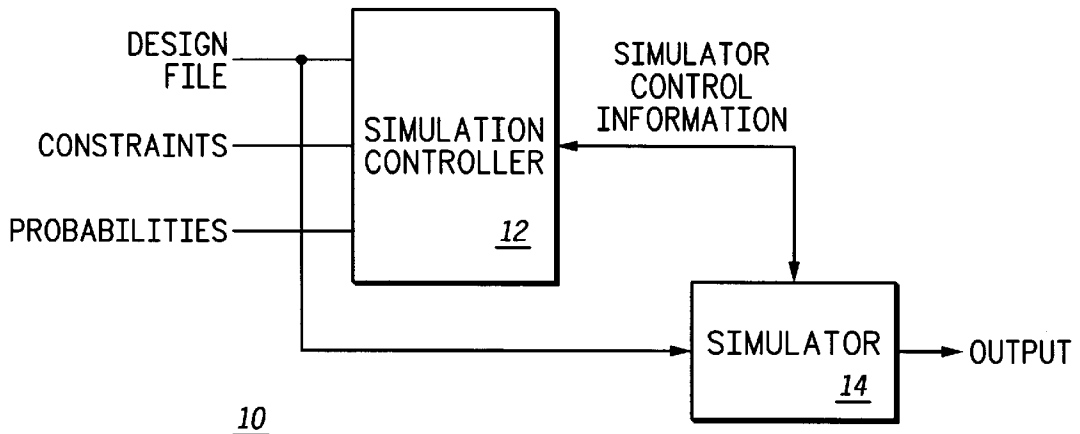 DESIGN
FILE
CONSTRAINTS
PROBABILITIES
SIMULATION
CONTROLLER
12
SIMULATOR
CONTROL
INFORMATION
SIMULATOR
14
OUTPUT
10